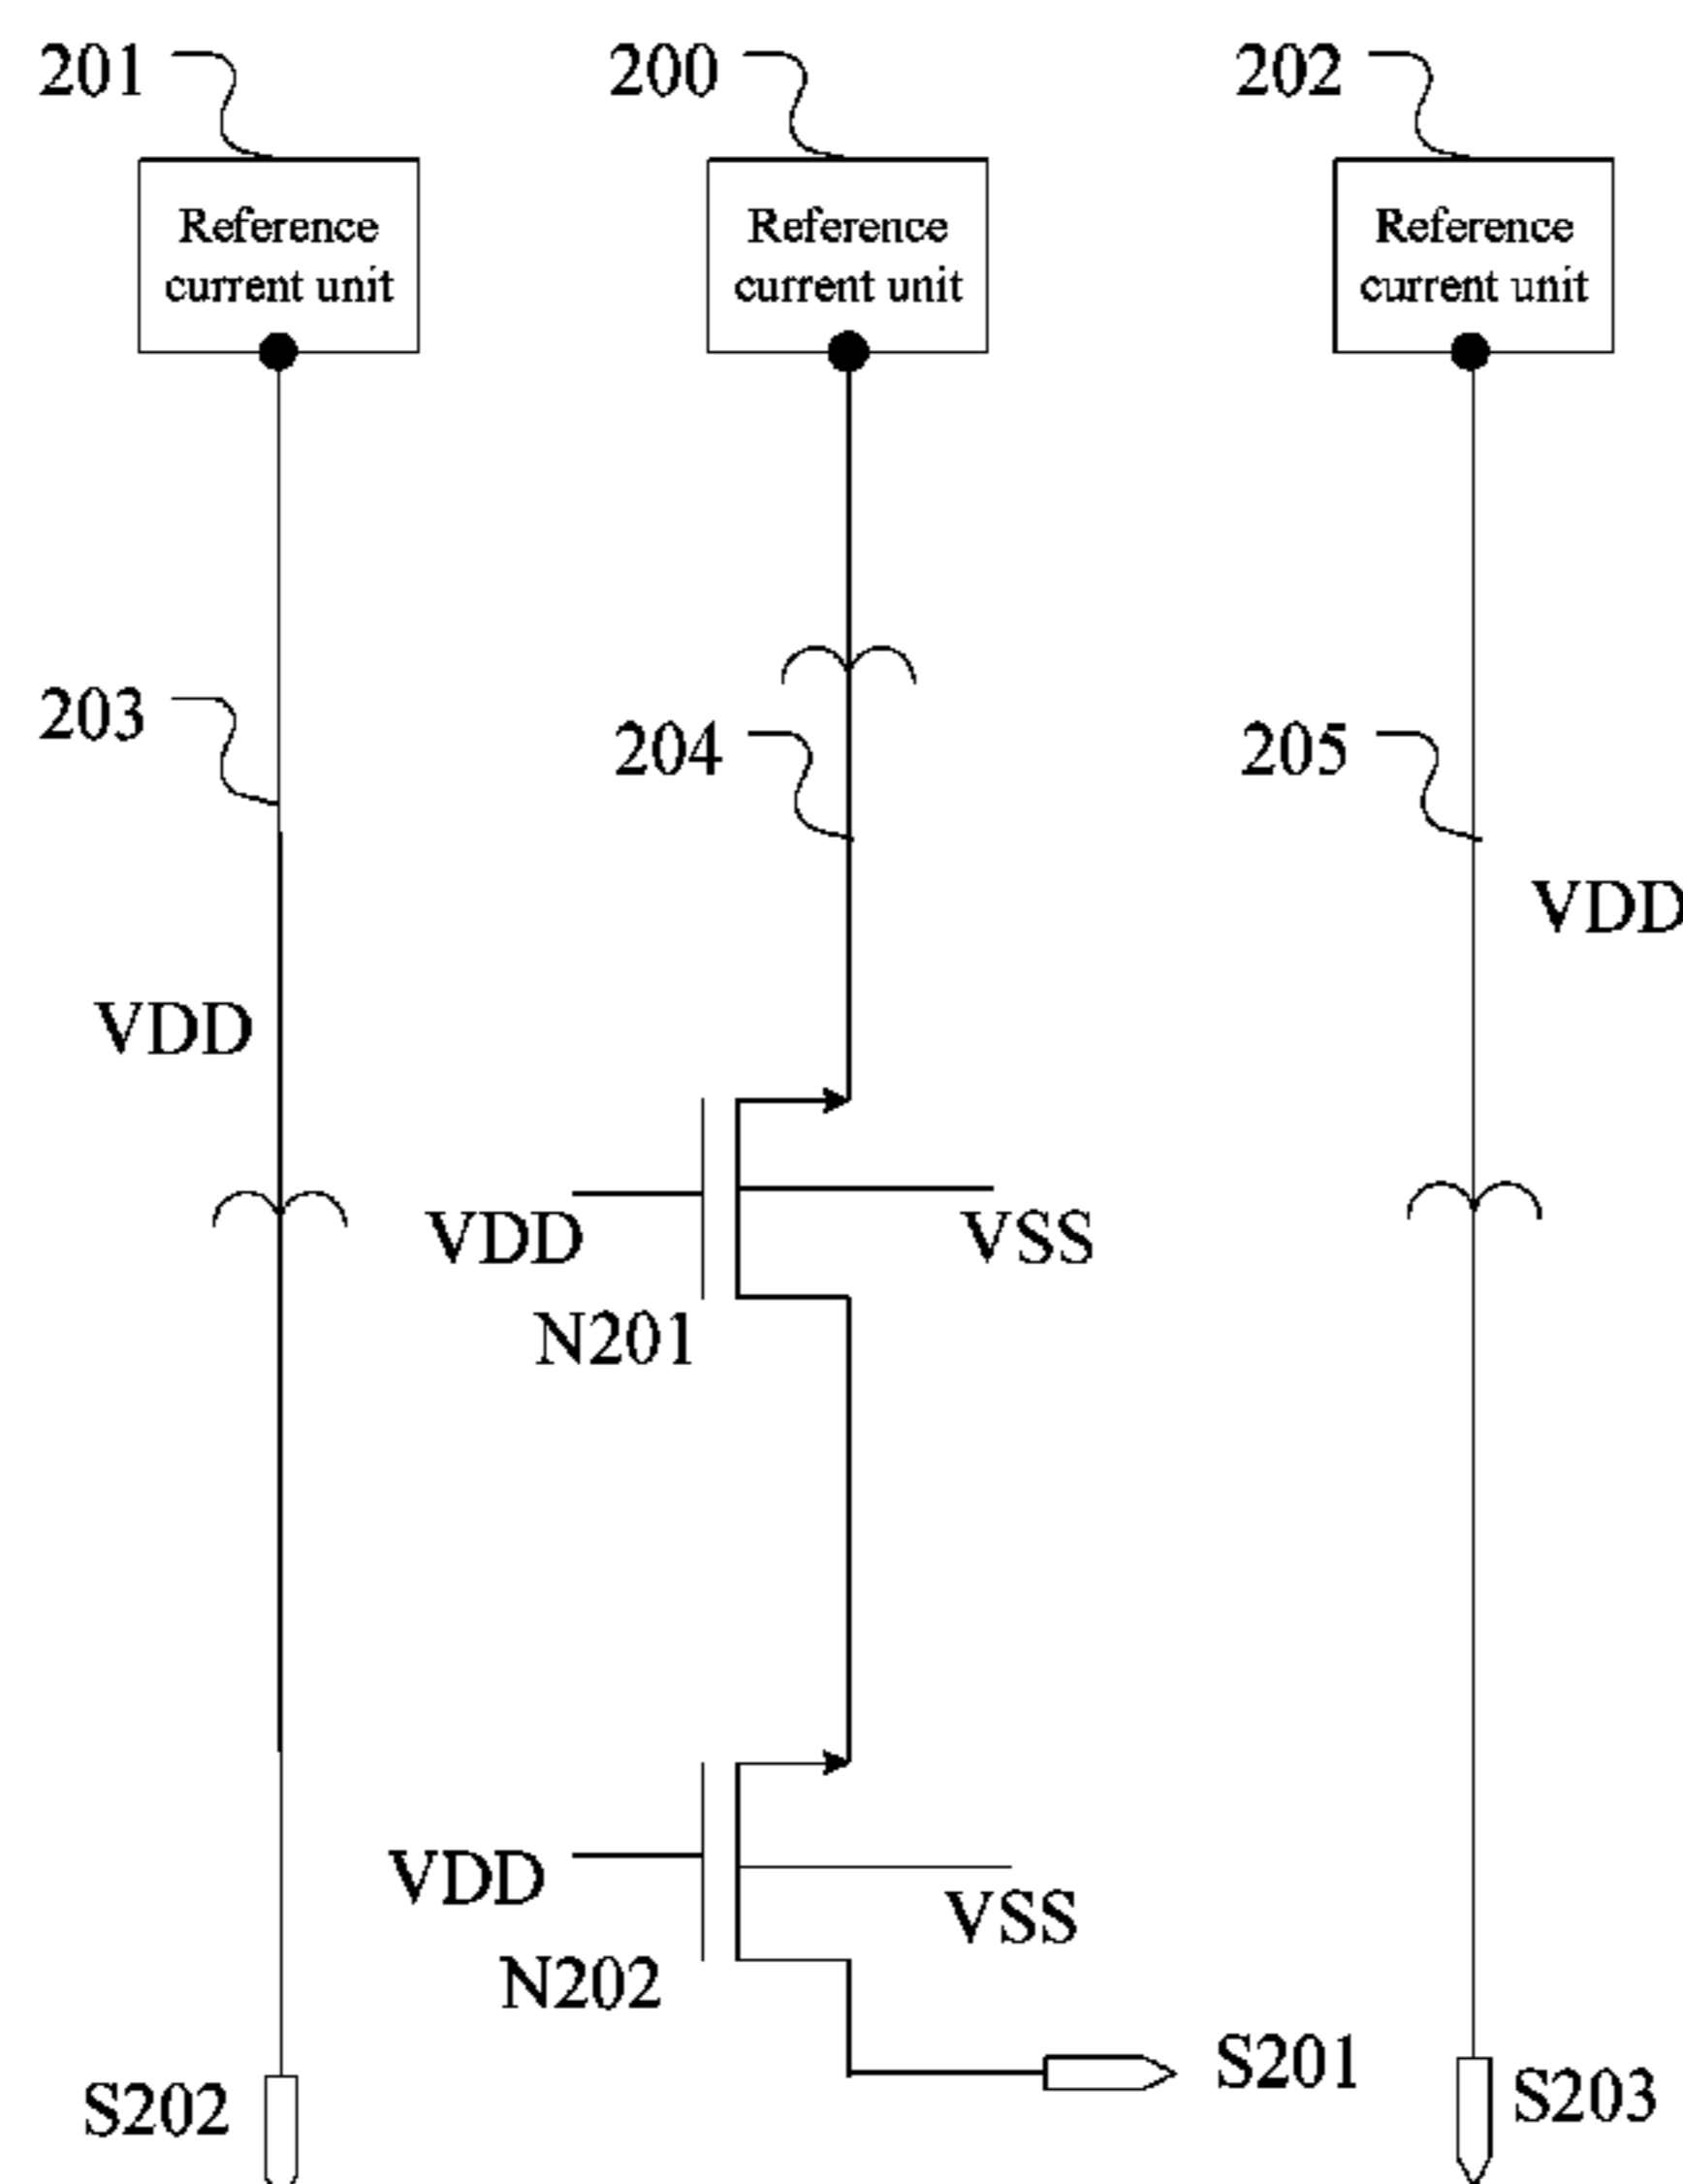 201
200
202
Reference
current unit
Reference
current unit
Reference
current unit
203
204
205
VDD
VDD
VDD
VSS
N201
VDD
VSS
N202
S201
S202
S203